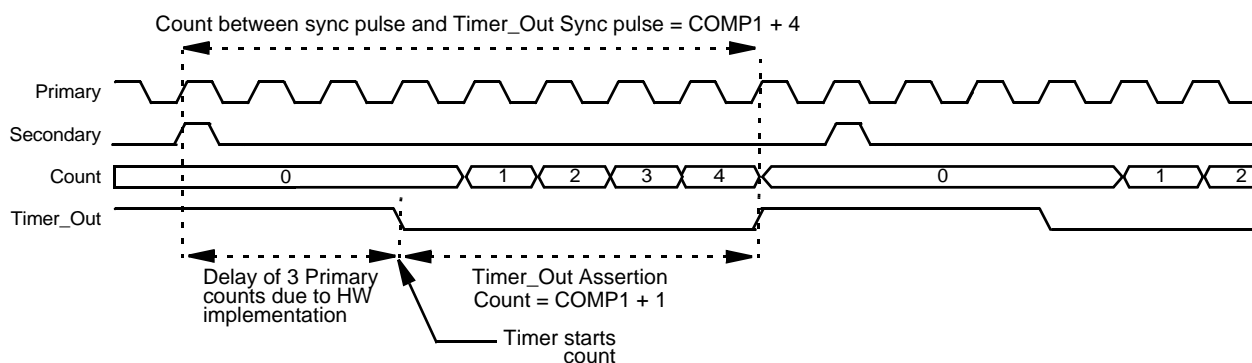 Count between sync pulse and Timer_Out Sync pulse = COMP1 + 4
Primary
Secondary
Count
0
1
2
3
4
0
1
2
Timer_Out
Delay of 3 Primary
counts due to HW
implementation
Timer_Out Assertion
Count = COMP1 + 1
Timer starts
count